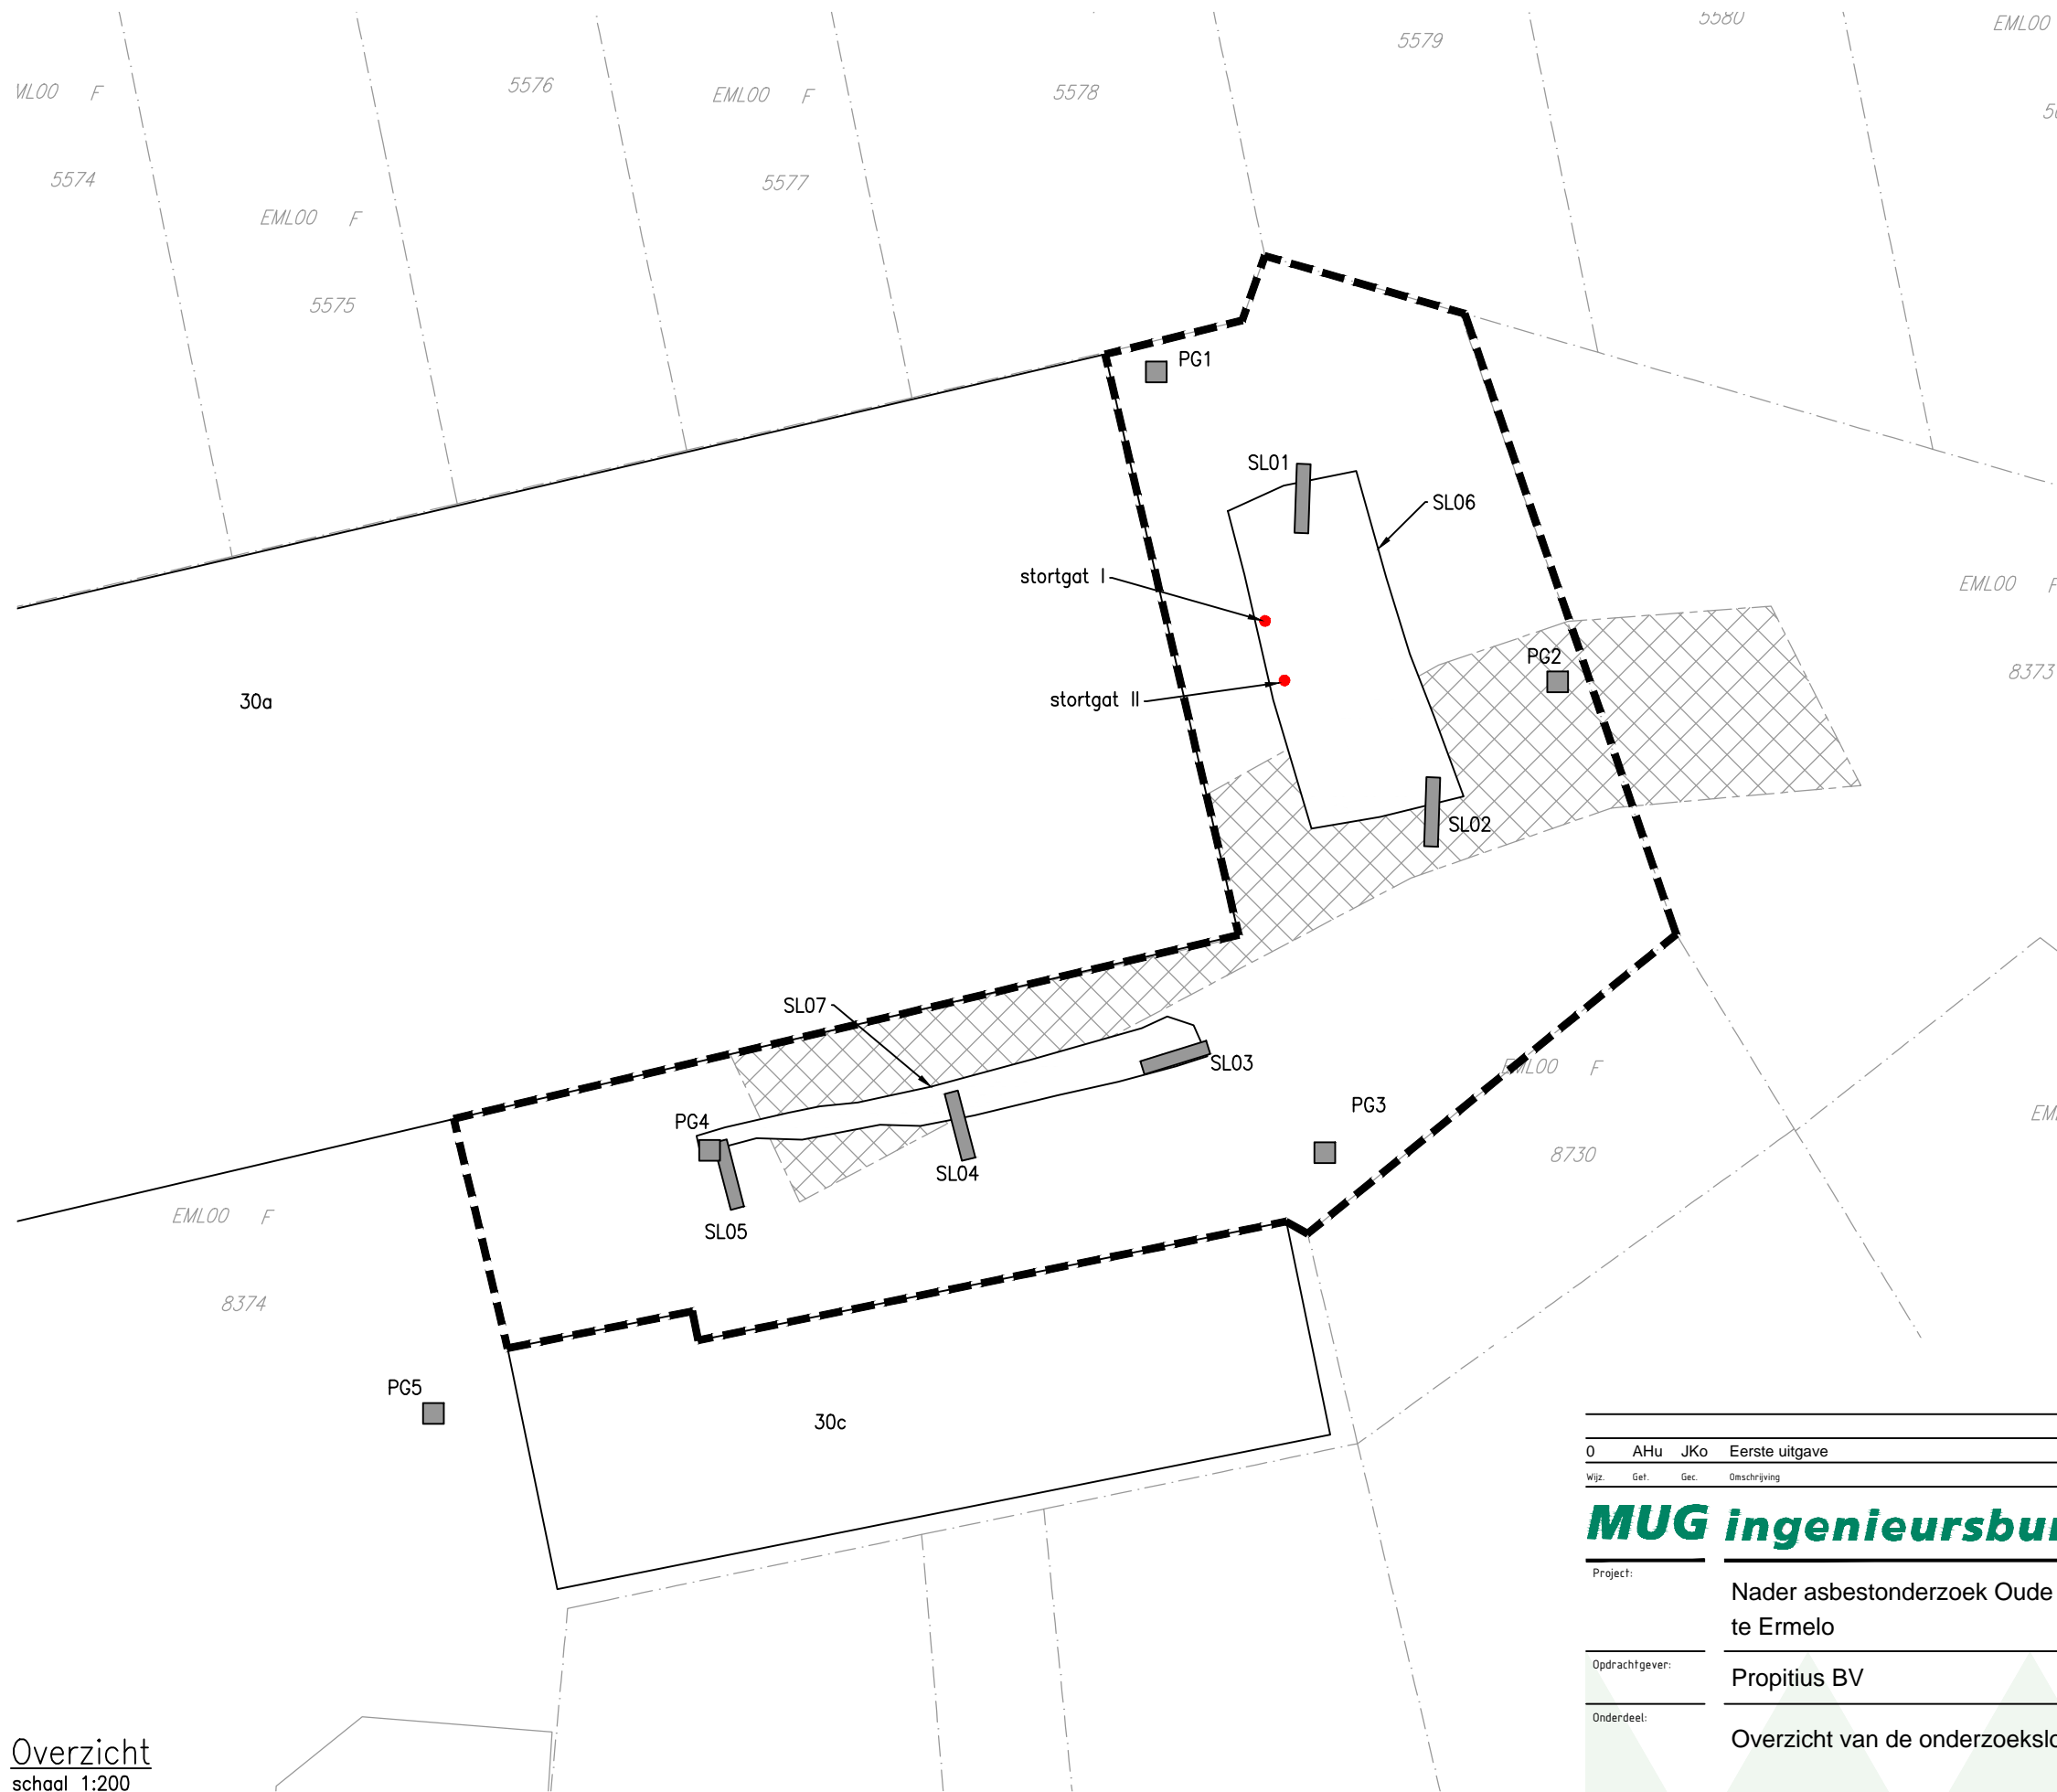 5580
EML00
5579
5576
EML00 F
5578
F
5574
5577
EML00 F
5575
PG1
SL01
SL06
stortgat I
EML00 F
PG2
8373
30a
stortgat II
SL02
SL07
SL03
EML00 F
PG3
PG4
8730
SL04
EML00 F
SL05
8374
PG5
30c
0 AHu JKo Eerste uitgave
Wijz. Get. Gec. Omschrijving
MUG
Project:
Nader asbestonderzoek Oude
te Ermelo
Opdrachtgever:
Propitius BV
Onderdeel:
Overzicht van de
Overzicht
schaal 1:200